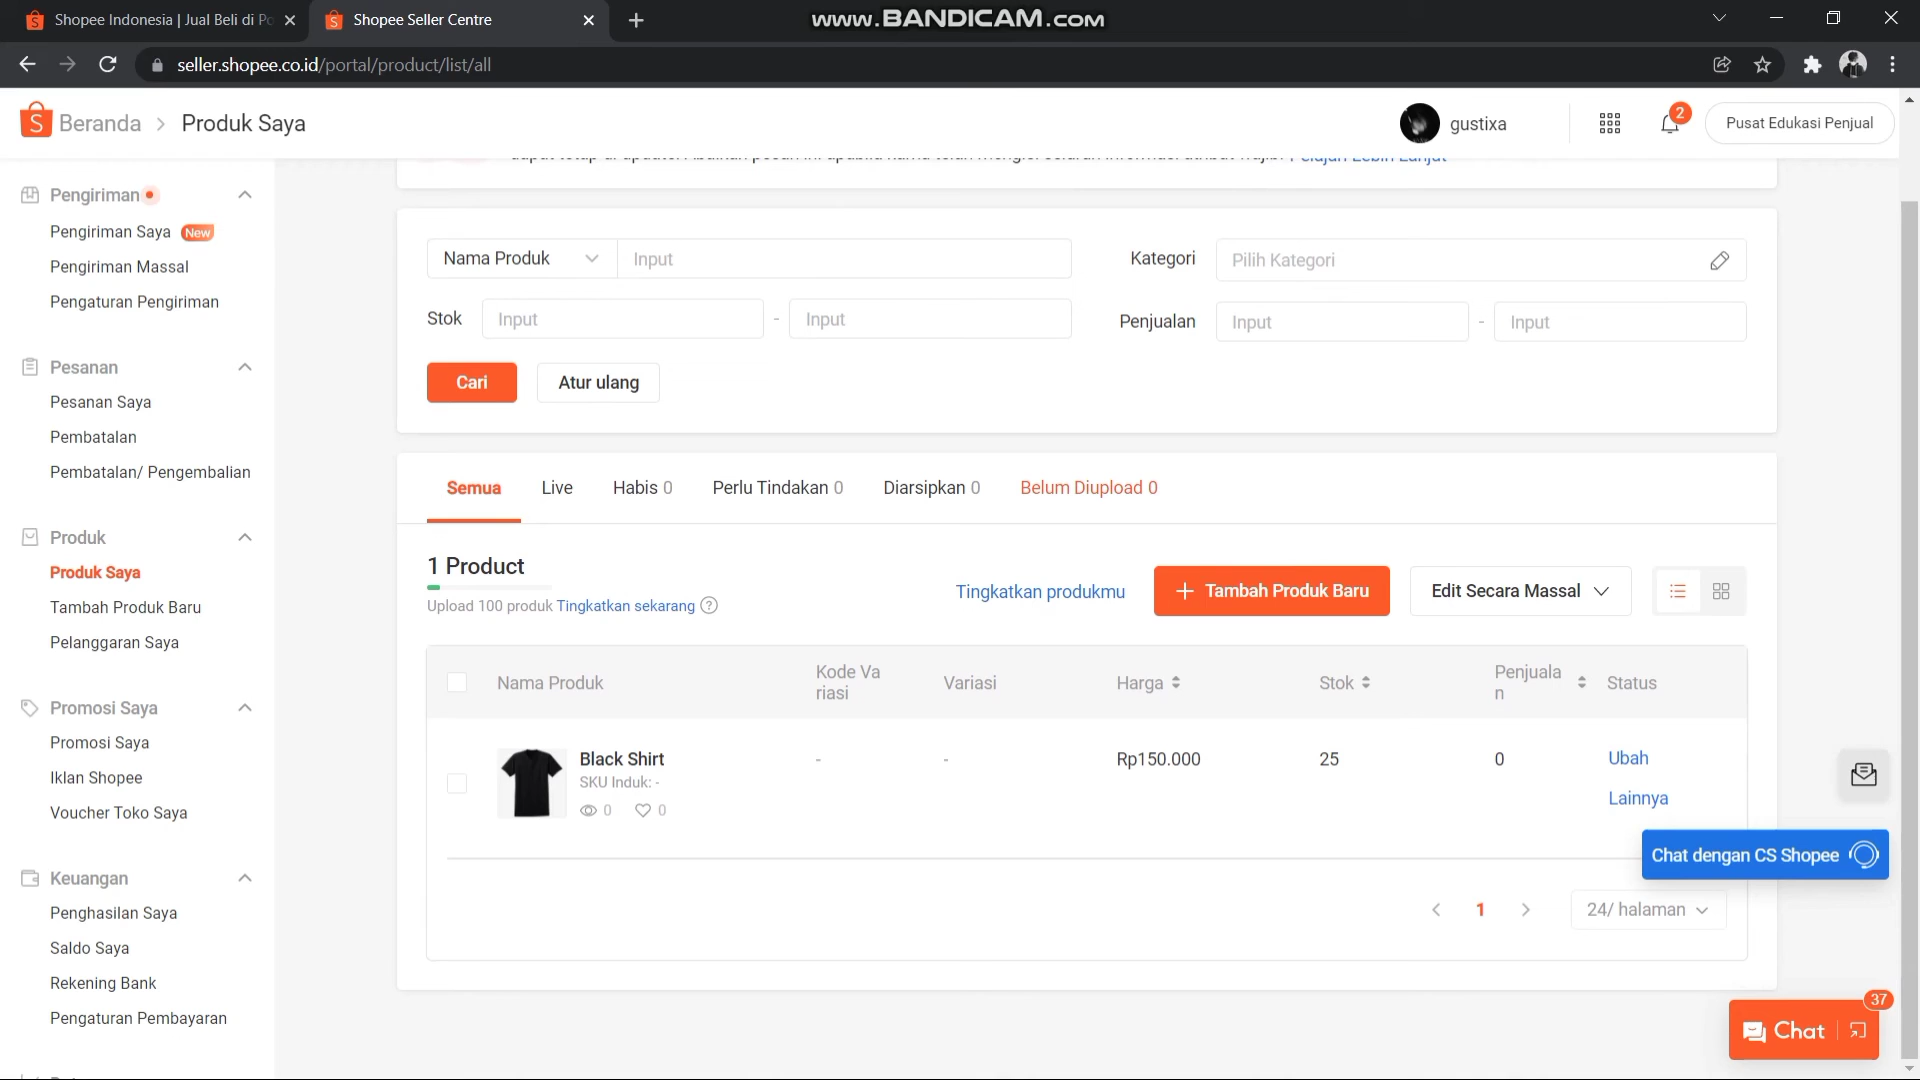 Shopee Indonesia | Jual Beli di Po
Shopee Seller Centre
www.BANDICAM.com
seller.shopee.co.id/portal/product/list/all
Beranda > Produk Saya
gustixa
2
Pusat Edukasi Penjual
Pelajari Lebih Lanjut
Pengiriman
Pengiriman Saya New
Pengiriman Massal
Pengaturan Pengiriman
Pesanan
Pesanan Saya
Pembatalan
Pembatalan/ Pengembalian
Produk
Produk Saya
Tambah Produk Baru
Pelanggaran Saya
Promosi Saya
Promosi Saya
Iklan Shopee
Voucher Toko Saya
Keuangan
Penghasilan Saya
Saldo Saya
Rekening Bank
Pengaturan Pembayaran
Nama Produk Input
Kategori Pilih Kategori
Stok Input - Input
Penjualan Input - Input
Cari Atur ulang
Semua Live Habis 0 Perlu Tindakan 0 Diarsipkan 0 Belum Diupload 0
1 Product
Upload 100 produk Tingkatkan sekarang ?
Tingkatkan produkmu
+ Tambah Produk Baru
Edit Secara Massal
Nama Produk
Kode Va
riasi
Variasi
Harga
Stok
Penjuala
n
Status
Black Shirt
SKU Induk: -
0 0
-
-
Rp150.000
25
0
Ubah
Lainnya
Chat dengan CS Shopee
< 1 > 24/ halaman
37
Chat